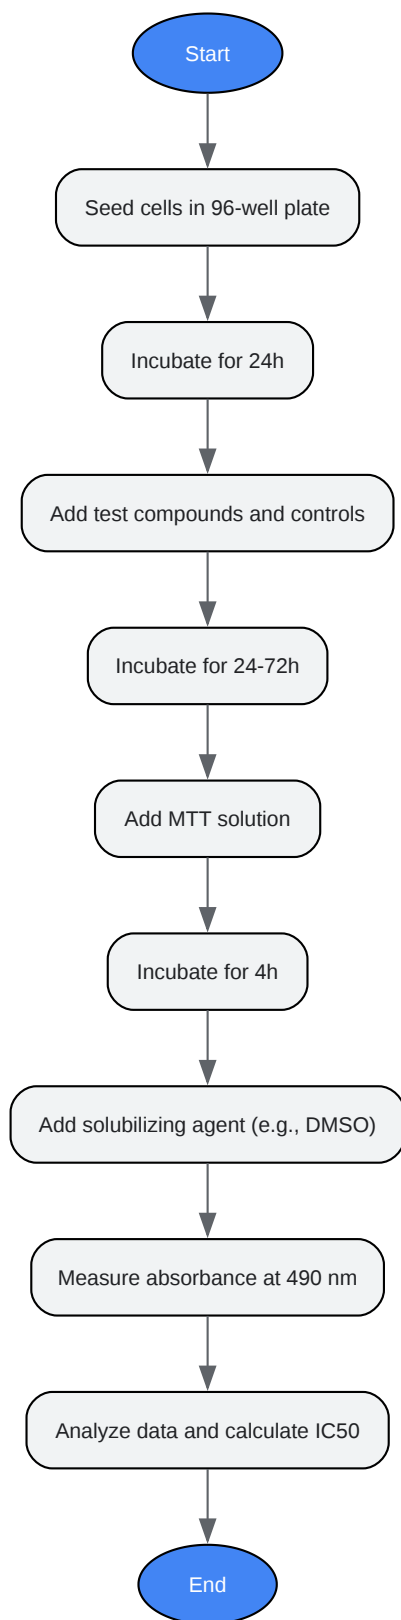 Start
Seed cells in 96-well plate
Incubate for 24h
Add test compounds and controls
Incubate for 24-72h
Add MTT solution
Incubate for 4h
Add solubilizing agent (e.g., DMSO)
Measure absorbance at 490 nm
Analyze data and calculate IC50
End